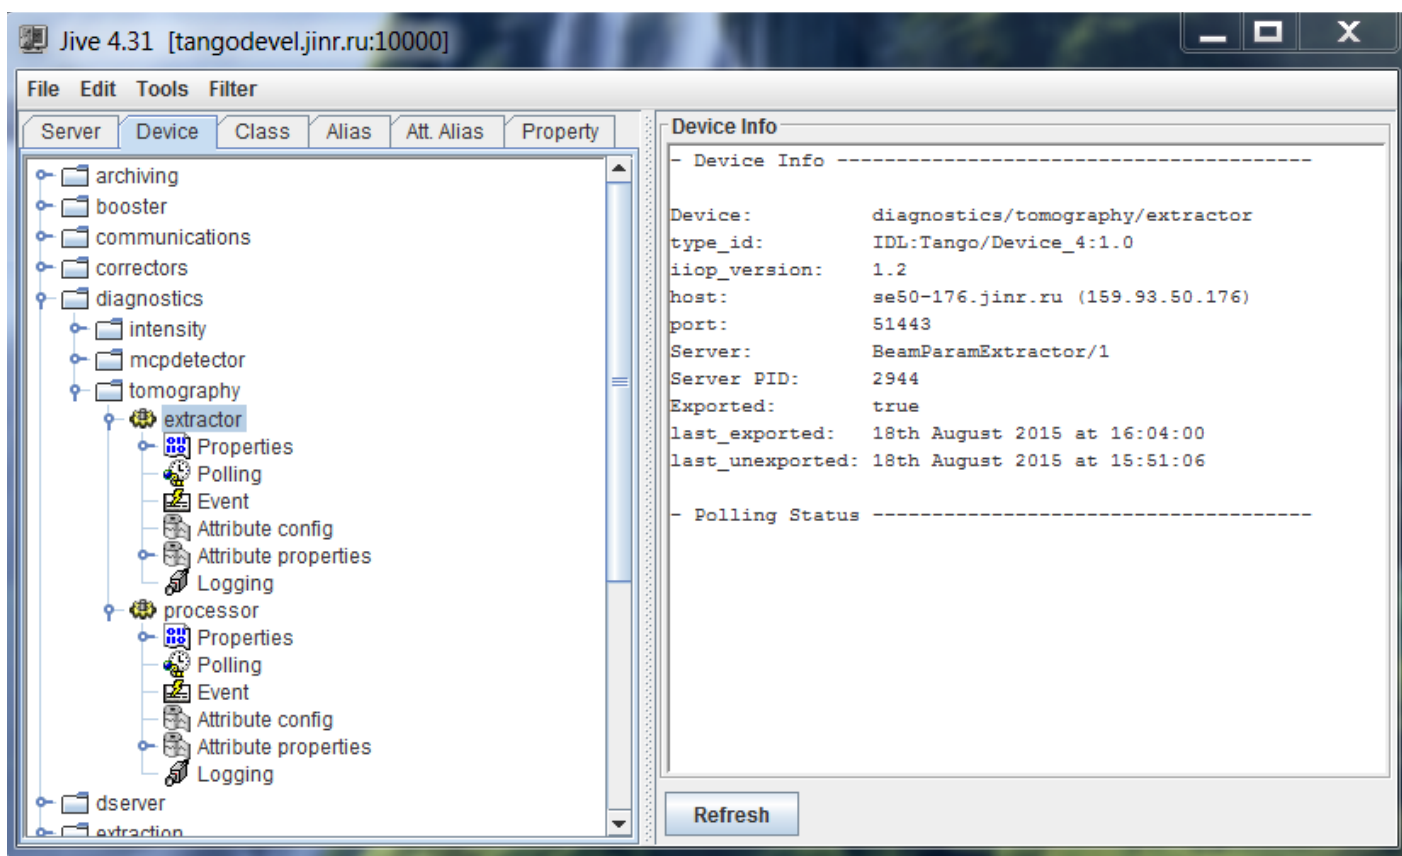 Jive 4.31 [tangodevel.jinr.ru:10000]
File Edit Tools Filter
Server Device Class Alias Att. Alias Property
archiving
booster
communications
correctors
diagnostics
intensity
mcpdetector
tomography
extractor
Properties
Polling
Event
Attribute config
Attribute properties
Logging
processor
Properties
Polling
Event
Attribute config
Attribute properties
Logging
dserver
extraction
Device Info
- Device Info ----------------------------------------
Device: diagnostics/tomography/extractor
type_id: IDL:Tango/Device_4:1.0
iiop_version: 1.2
host: se50-176.jinr.ru (159.93.50.176)
port: 51443
Server: BeamParamExtractor/1
Server PID: 2944
Exported: true
last_exported: 18th August 2015 at 16:04:00
last_unexported: 18th August 2015 at 15:51:06
- Polling Status -------------------------------------
Refresh